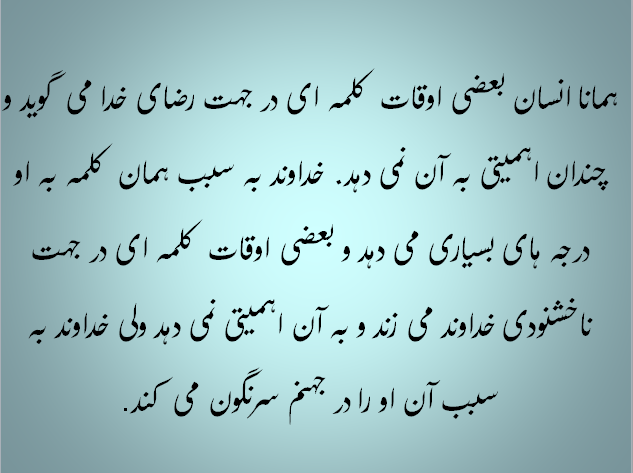 همانا انسان بعضی اوقات کلمه ای در جهت رضای خدا می گوید و
چندان اهمیتی به آن نمی دهد. خداوند به سبب همان کلمه به او
درجه های بسیاری می دهد و بعضی اوقات کلمه ای در جهت
ناخشنودی خداوند می زند و به آن اهمیتی نمی دهد ولی خداوند به
سبب آن او را در جهنم سرنگون می کند.